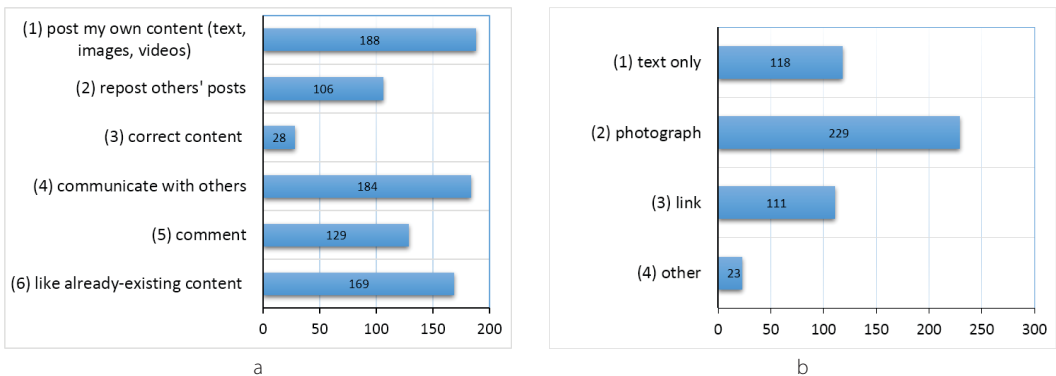 (1) post my own content (text,
images, videos)
188
(2) repost others' posts
106
(3) correct content
28
(4) communicate with others
184
(5) comment
129
(6) like already-existing content
169
0 50 100 150 200
a
(1) text only
118
(2) photograph
229
(3) link
111
(4) other
23
0 50 100 150 200 250 300
b